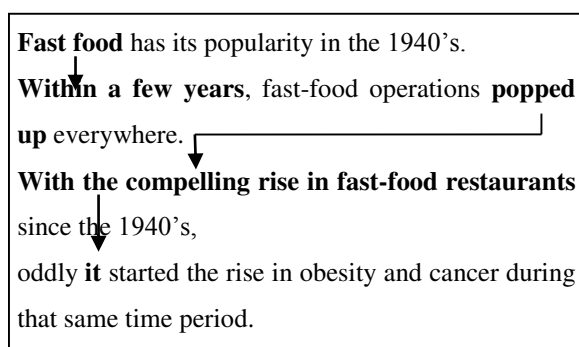 Fast food has its popularity in the 1940's.
Within a few years, fast-food operations popped
up everywhere.
With the compelling rise in fast-food restaurants
since the 1940's,
oddly it started the rise in obesity and cancer during
that same time period.